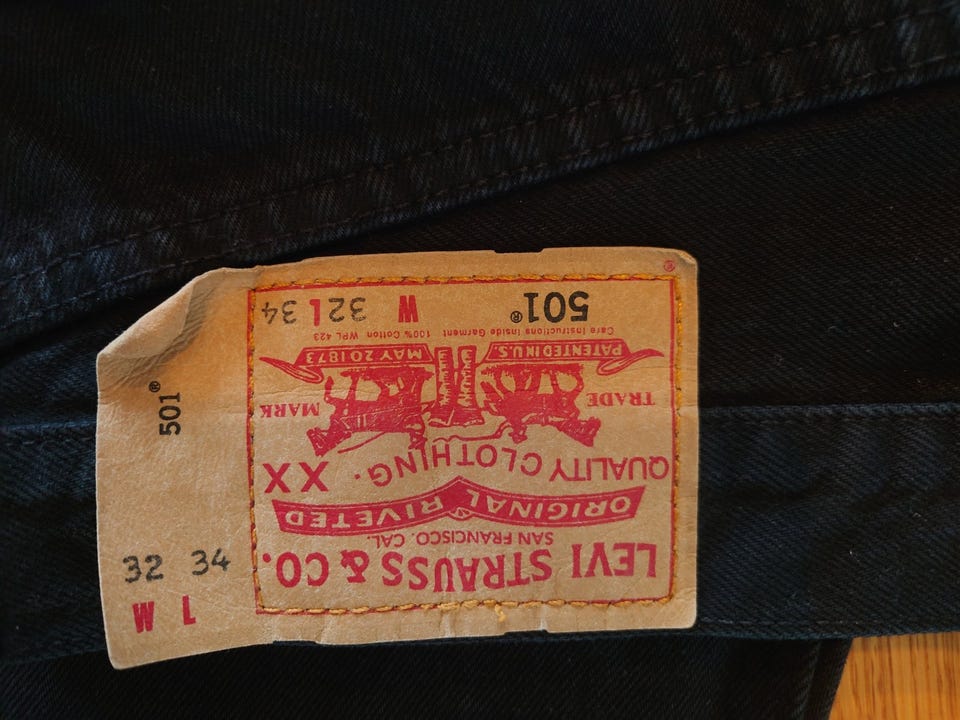 LEVI STRAUSS & CO.
SAN FRANCISCO. CAL.
ORIGINAL RIVETED
QUALITY CLOTHING. XX
TRADE MARK
PATENTED IN U.S. MAY 20 1873
Care Instructions Inside Garment 100% Cotton WPL 423
501® W 32 L 34
®
501®
32 34
W L